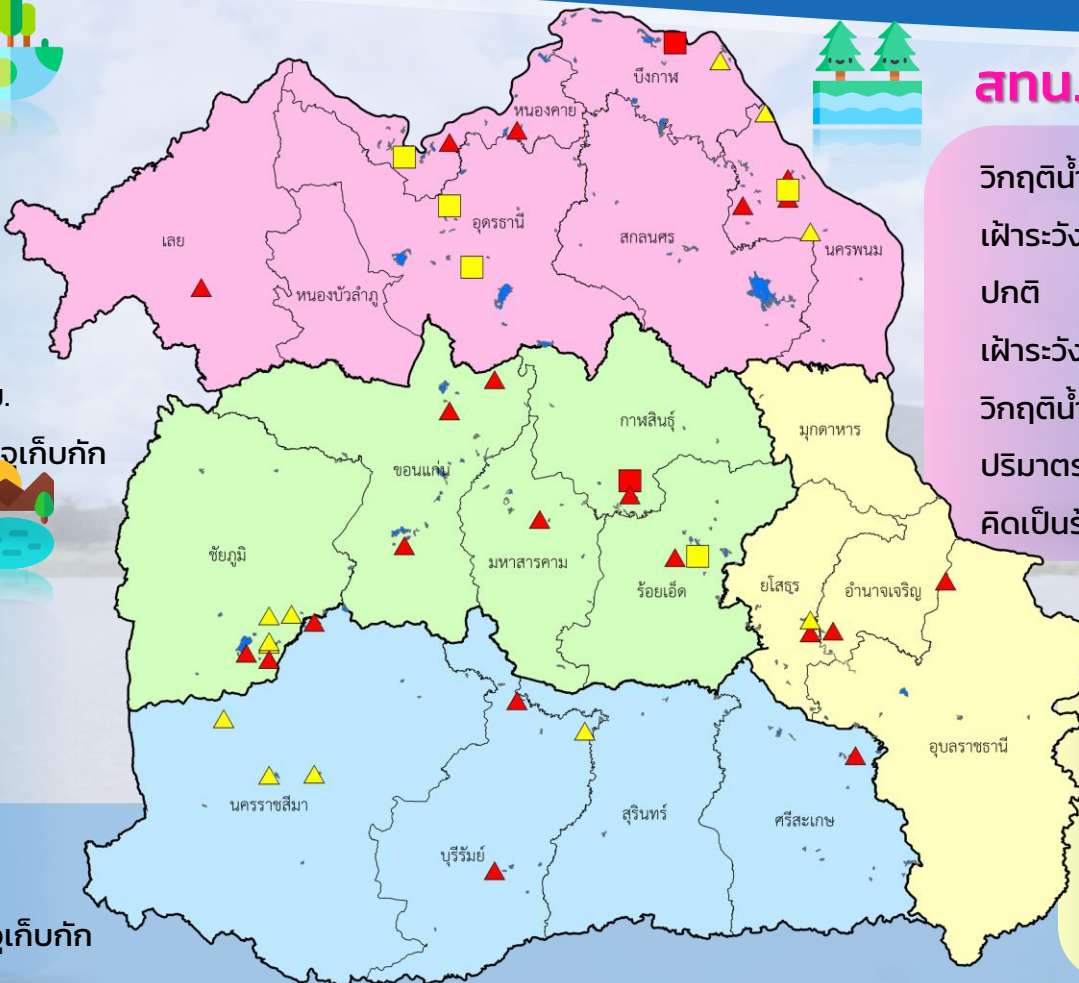 สทน.
วิกฤติน้ำ
เฝ้าระวัง
ปกติ
เฝ้าระวัง
วิกฤติน้ำ
ปริมาตร
คิดเป็นร้
ม.
จุเก็บกัก
จุเก็บกัก
บึงกาฬ
หนองคาย
เลย
อุดรธานี
สกลนคร
นครพนม
หนองบัวลำภู
กาฬสินธุ์
มุกดาหาร
ขอนแก่น
ชัยภูมิ
มหาสารคาม
ร้อยเอ็ด
ยโสธร
อำนาจเจริญ
อุบลราชธานี
นครราชสีมา
สุรินทร์
ศรีสะเกษ
บุรีรัมย์